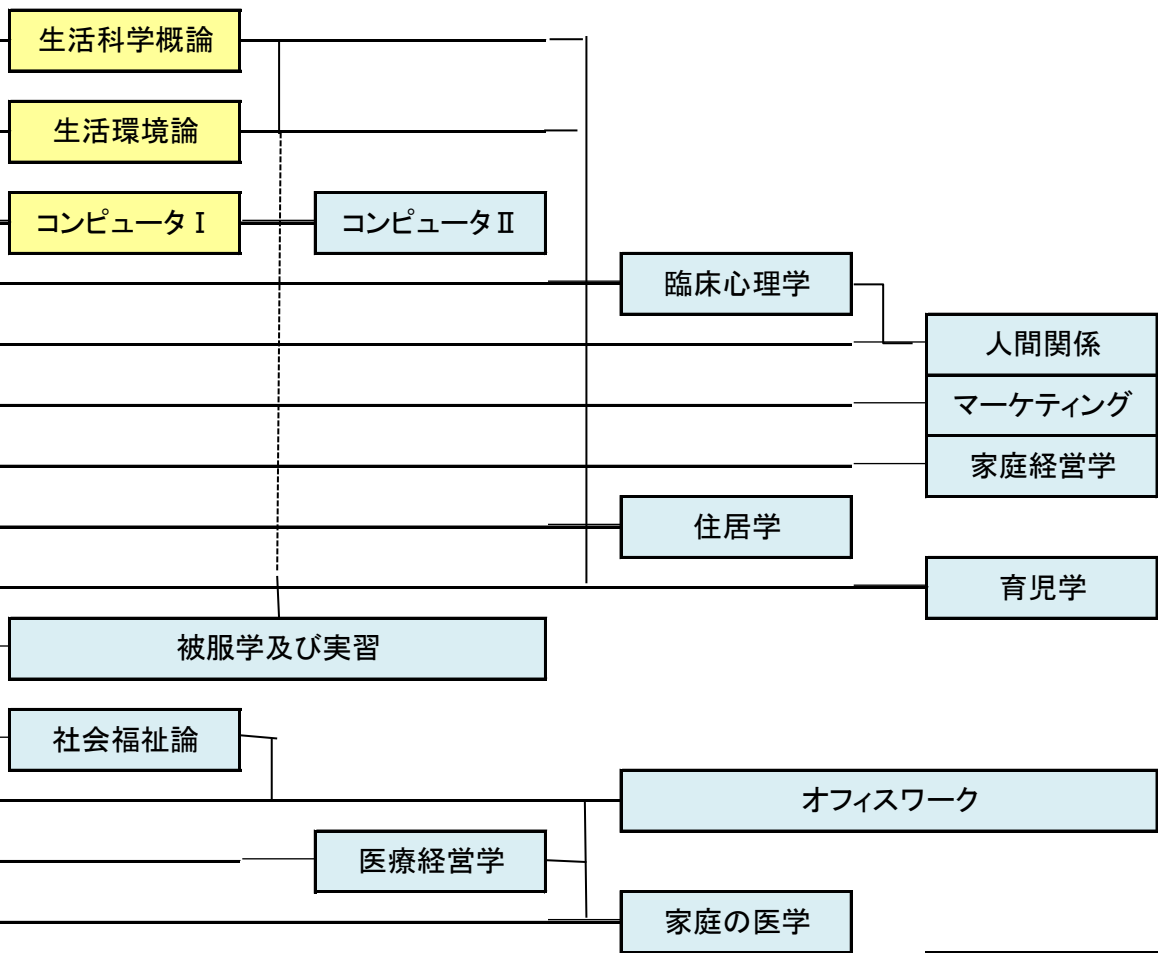 生活科学概論
生活環境論
コンピュータⅠ
コンピュータⅡ
臨床心理学
人間関係
マーケティング
家庭経営学
住居学
育児学
被服学及び実習
社会福祉論
オフィスワーク
医療経営学
家庭の医学